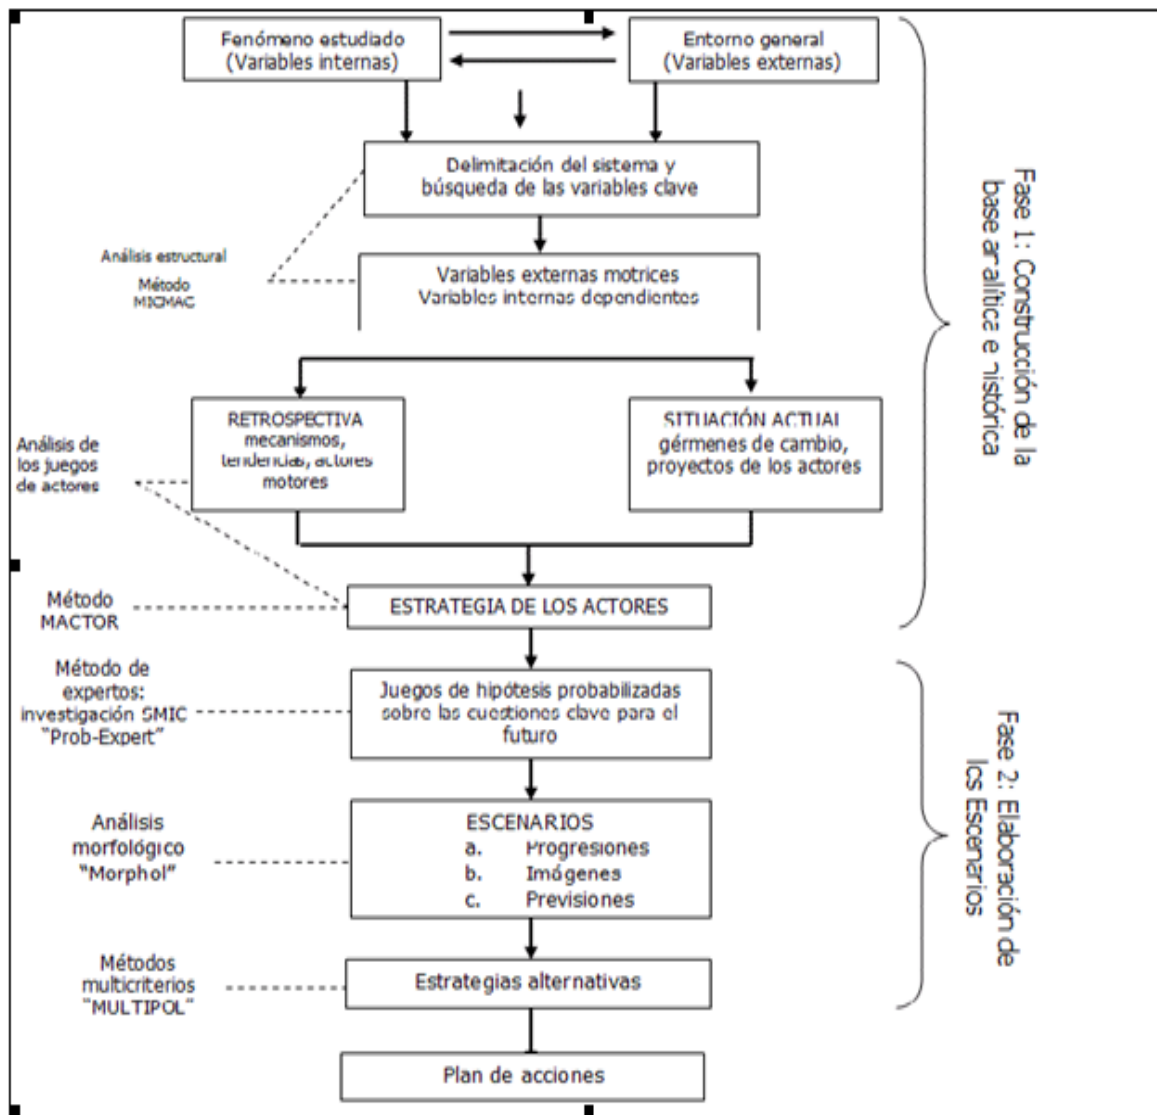 Fenómeno estudiado
(Variables internas)
Entorno general
(Variables externas)
Delimitación del sistema y
búsqueda de las variables clave
Análisis estructural
Método
MICMAC
Variables externas motrices
Variables internas dependientes
RETROSPECTIVA
mecanismos,
tendencias, actores
motores
SITUACIÓN ACTUAL
gérmenes de cambio,
proyectos de los actores
Análisis de
los juegos
de actores
Método
MACTOR
ESTRATEGIA DE LOS ACTORES
Fase 1: Construcción de la
base analítica e histórica
Método de
expertos:
investigación SMIC
“Prob-Expert”
Juegos de hipótesis probabilizadas
sobre las cuestiones clave para el
futuro
Análisis
morfológico
“Morphol”
ESCENARIOS
a. Progresiones
b. Imágenes
c. Previsiones
Métodos
multicriterios
“MULTIPOL”
Estrategias alternativas
Fase 2: Elaboración de
los Escenarios
Plan de acciones